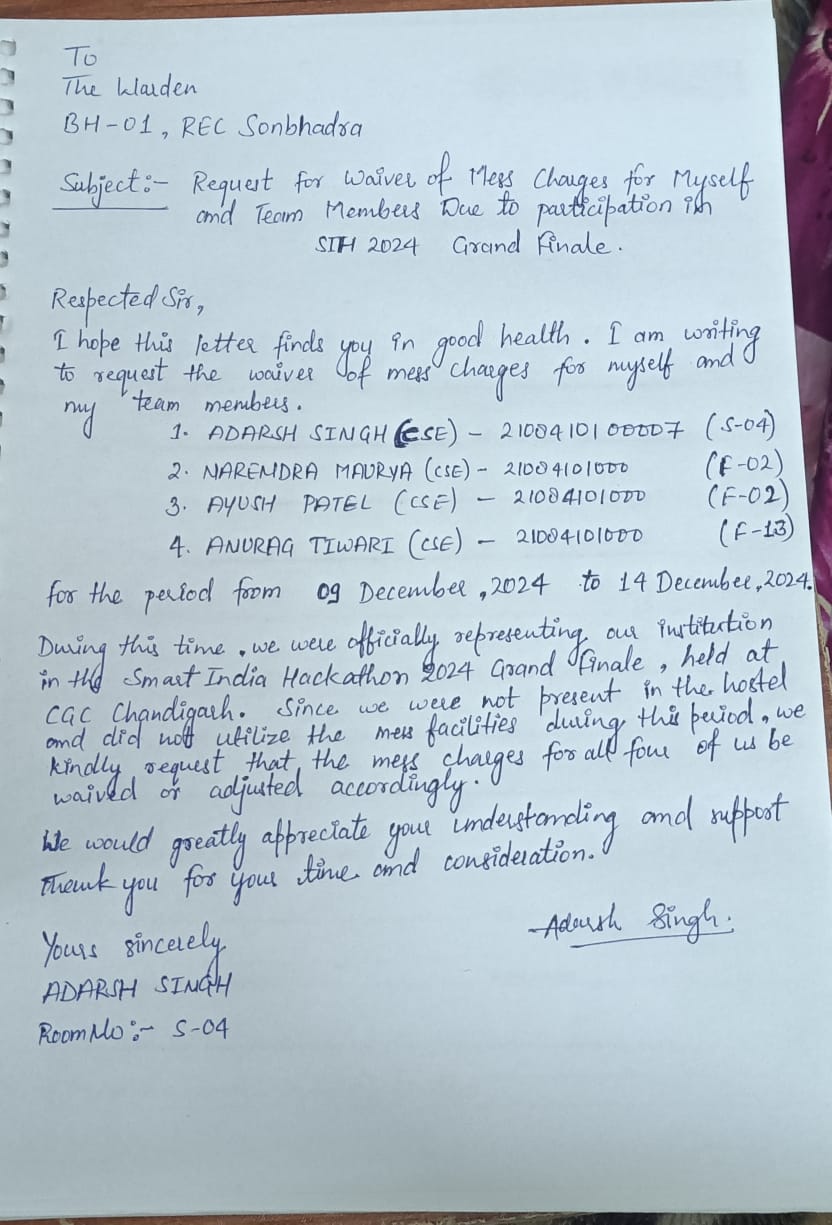 To
The Warden
BH-01, REC Sonbhadra
Subject:- Request for Waiver of Mess Charges for Myself
and Team Members Due to participation in
SIH 2024 Grand Finale.
Respected Sir,
I hope this letter finds you in good health. I am writing
to request the waiver of mess charges for myself and
my team members.
1. ADARSH SINGH (CSE) - 2100410100007 (S-04)
2. NARENDRA MAURYA (CSE) - 21004101000 (F-02)
3. AYUSH PATEL (CSE) - 21004101000 (F-02)
4. ANURAG TIWARI (CSE) - 21004101000 (F-13)
for the period from 09 December, 2024 to 14 December, 2024.
During this time, we were officially representing our institution
in the Smart India Hackathon 2024 Grand Finale, held at
CGC Chandigarh. Since we were not present in the hostel
and did not utilize the mess facilities during this period, we
kindly request that the mess charges for all four of us be
waived or adjusted accordingly.
We would greatly appreciate your understanding and support
Thank you for your time and consideration.
- Adarsh Singh.
Yours sincerely
ADARSH SINGH
Room No:- S-04